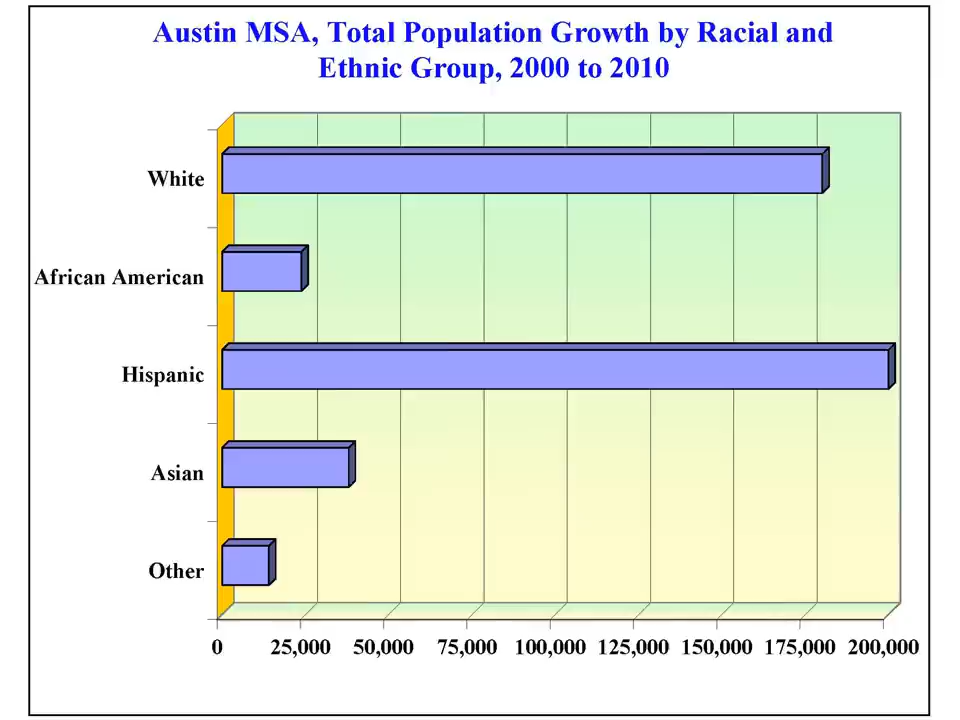 Austin MSA, Total Population Growth by Racial and
Ethnic Group, 2000 to 2010
White
African American
Hispanic
Asian
Other
0 25,000 50,000 75,000 100,000 125,000 150,000 175,000 200,000